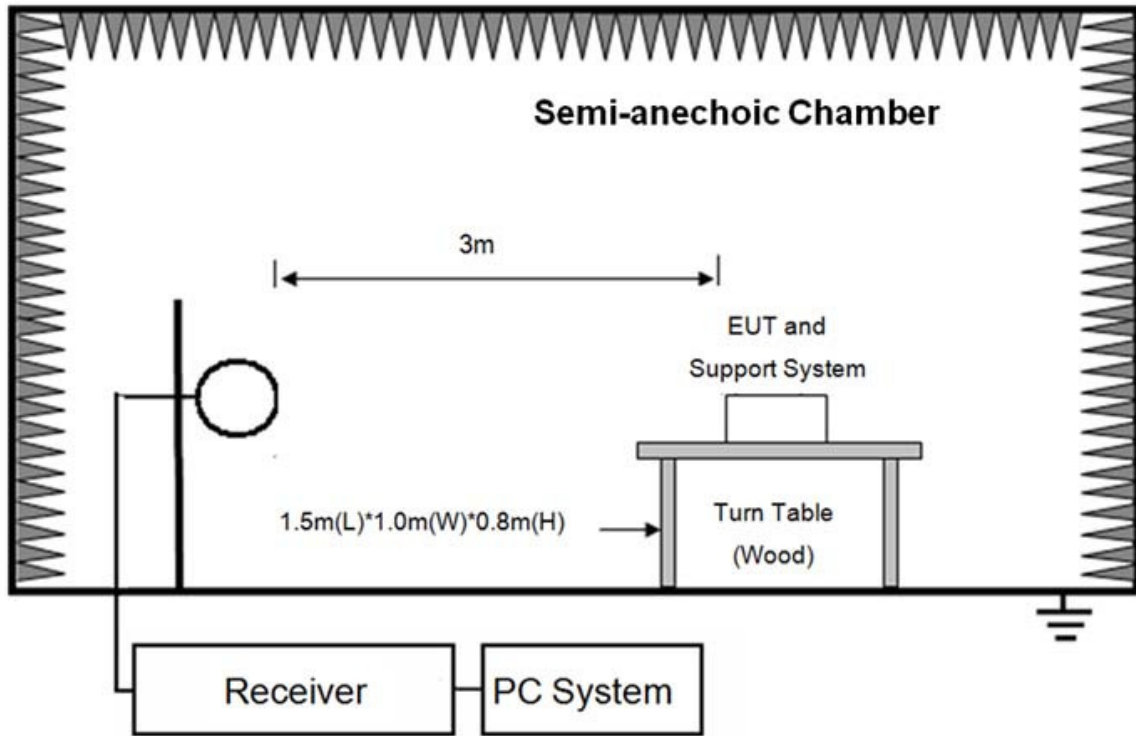 Semi-anechoic Chamber
3m
EUT and
Support System
1.5m(L)*1.0m(W)*0.8m(H)
Turn Table
(Wood)
Receiver
PC System